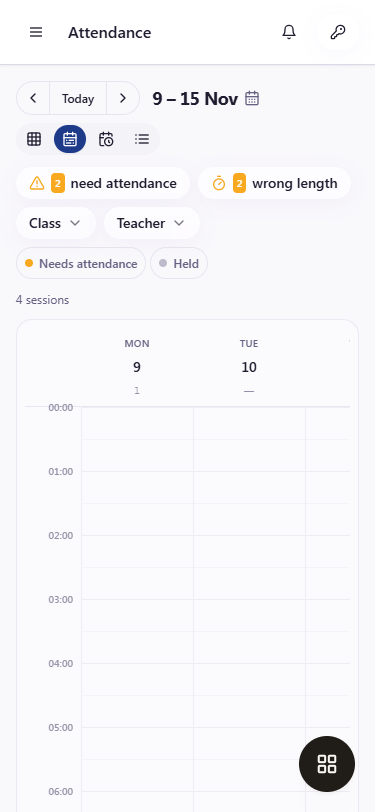 Attendance
Today
9 – 15 Nov
2 need attendance
2 wrong length
Class
Teacher
Needs attendance
Held
4 sessions
MON
TUE
9
10
1
—
00:00
01:00
02:00
03:00
04:00
05:00
06:00